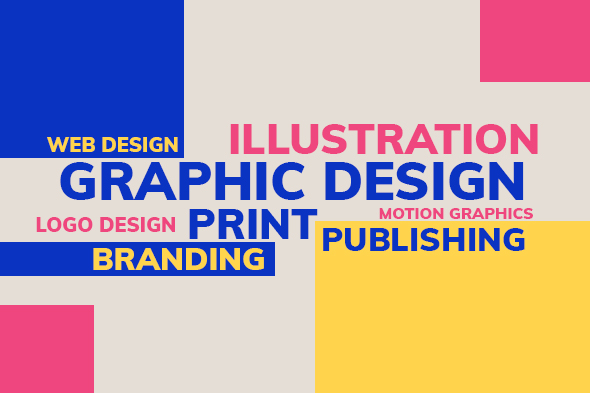 WEB DESIGN
ILLUSTRATION
GRAPHIC DESIGN
LOGO DESIGN
PRINT
MOTION GRAPHICS
PUBLISHING
BRANDING